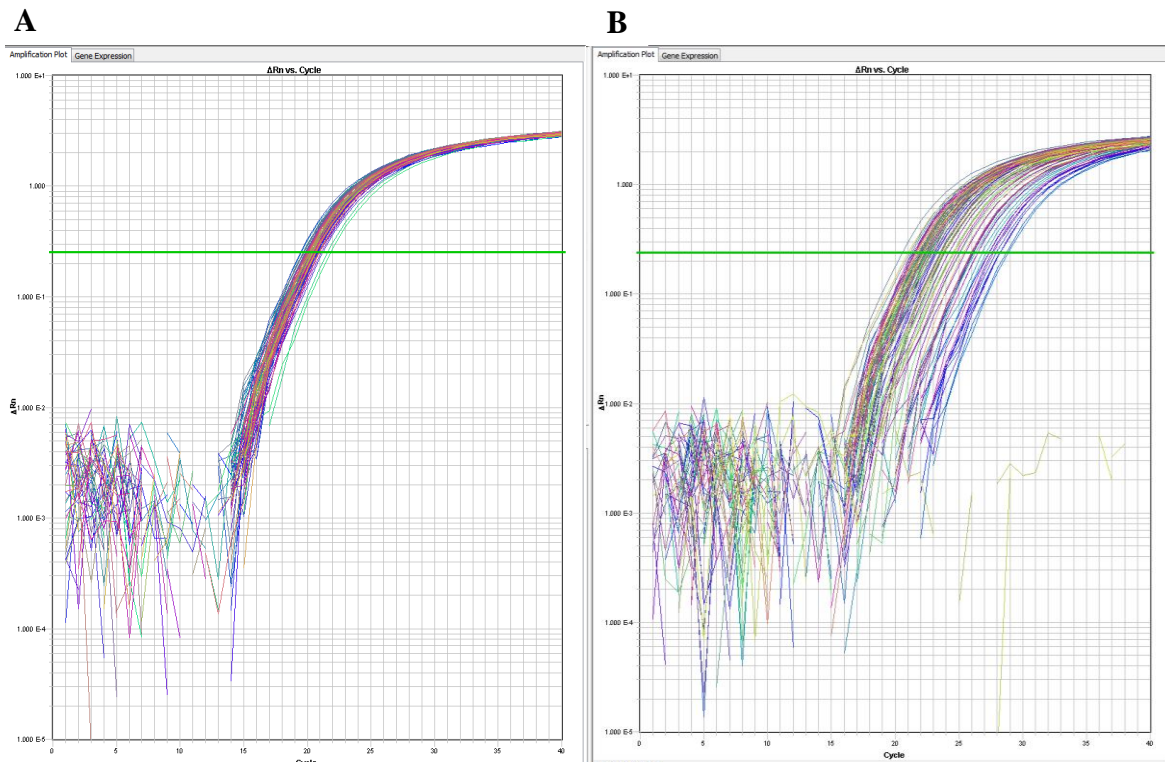 A
B
Amplification Plot Gene Expression
ΔRn vs. Cycle
1.000 E+1
1.000
1.000 E-1
1.000 E-2
1.000 E-3
1.000 E-4
1.000 E-5
ΔRn
0 5 10 15 20 25 30 35 40
Cycle
Amplification Plot Gene Expression
ΔRn vs. Cycle
1.000 E+1
1.000
1.000 E-1
1.000 E-2
1.000 E-3
1.000 E-4
1.000 E-5
ΔRn
0 5 10 15 20 25 30 35 40
Cycle